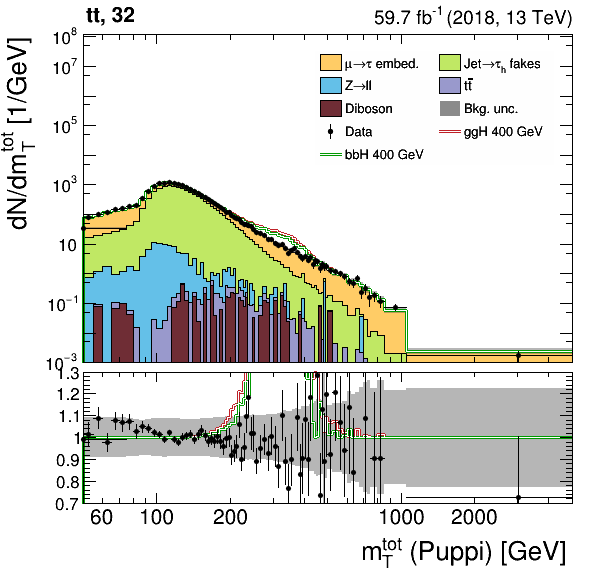 tt, 32
59.7 fb⁻¹ (2018, 13 TeV)
dN/dm_T^tot [1/GeV]
10⁸
10⁷
10⁵
10³
10
10⁻¹
10⁻³
μ→τ embed.
Jet→τ_h fakes
Z→ll
tt̄
Diboson
Bkg. unc.
Data
ggH 400 GeV
bbH 400 GeV
1.3
1.2
1.1
1
0.9
0.8
0.7
60 100 200 1000 2000
m_T^tot (Puppi) [GeV]